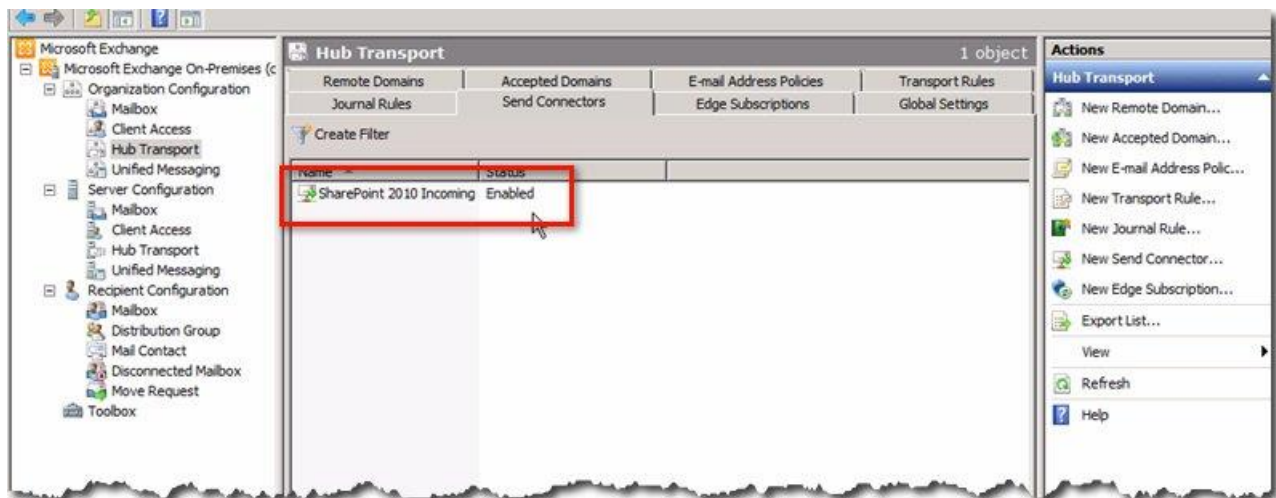 Microsoft Exchange
Microsoft Exchange On-Premises (c
Organization Configuration
Mailbox
Client Access
Hub Transport
Unified Messaging
Server Configuration
Mailbox
Client Access
Hub Transport
Unified Messaging
Recipient Configuration
Mailbox
Distribution Group
Mail Contact
Disconnected Mailbox
Move Request
Toolbox
Hub Transport 1 object
Remote Domains Accepted Domains E-mail Address Policies Transport Rules
Journal Rules Send Connectors Edge Subscriptions Global Settings
Create Filter
Name Status
SharePoint 2010 Incoming Enabled
Actions
Hub Transport
New Remote Domain...
New Accepted Domain...
New E-mail Address Polic...
New Transport Rule...
New Journal Rule...
New Send Connector...
New Edge Subscription...
Export List...
View
Refresh
Help